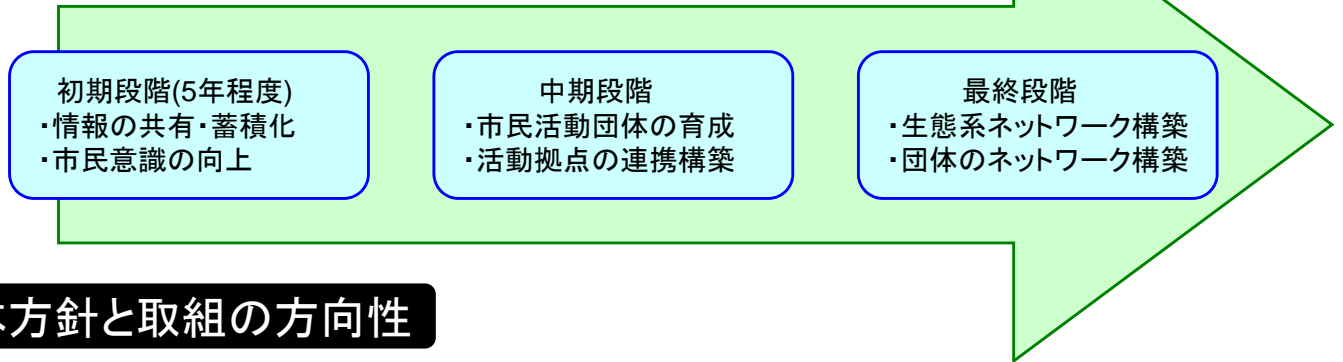 初期段階(5年程度)
・情報の共有・蓄積化
・市民意識の向上
中期段階
・市民活動団体の育成
・活動拠点の連携構築
最終段階
・生態系ネットワーク構築
・団体のネットワーク構築
方針と取組の方向性